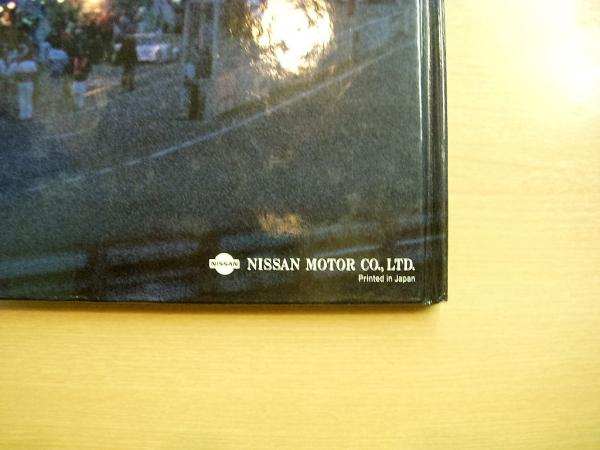 NISSAN NISSAN MOTOR CO., LTD.
Printed in Japan